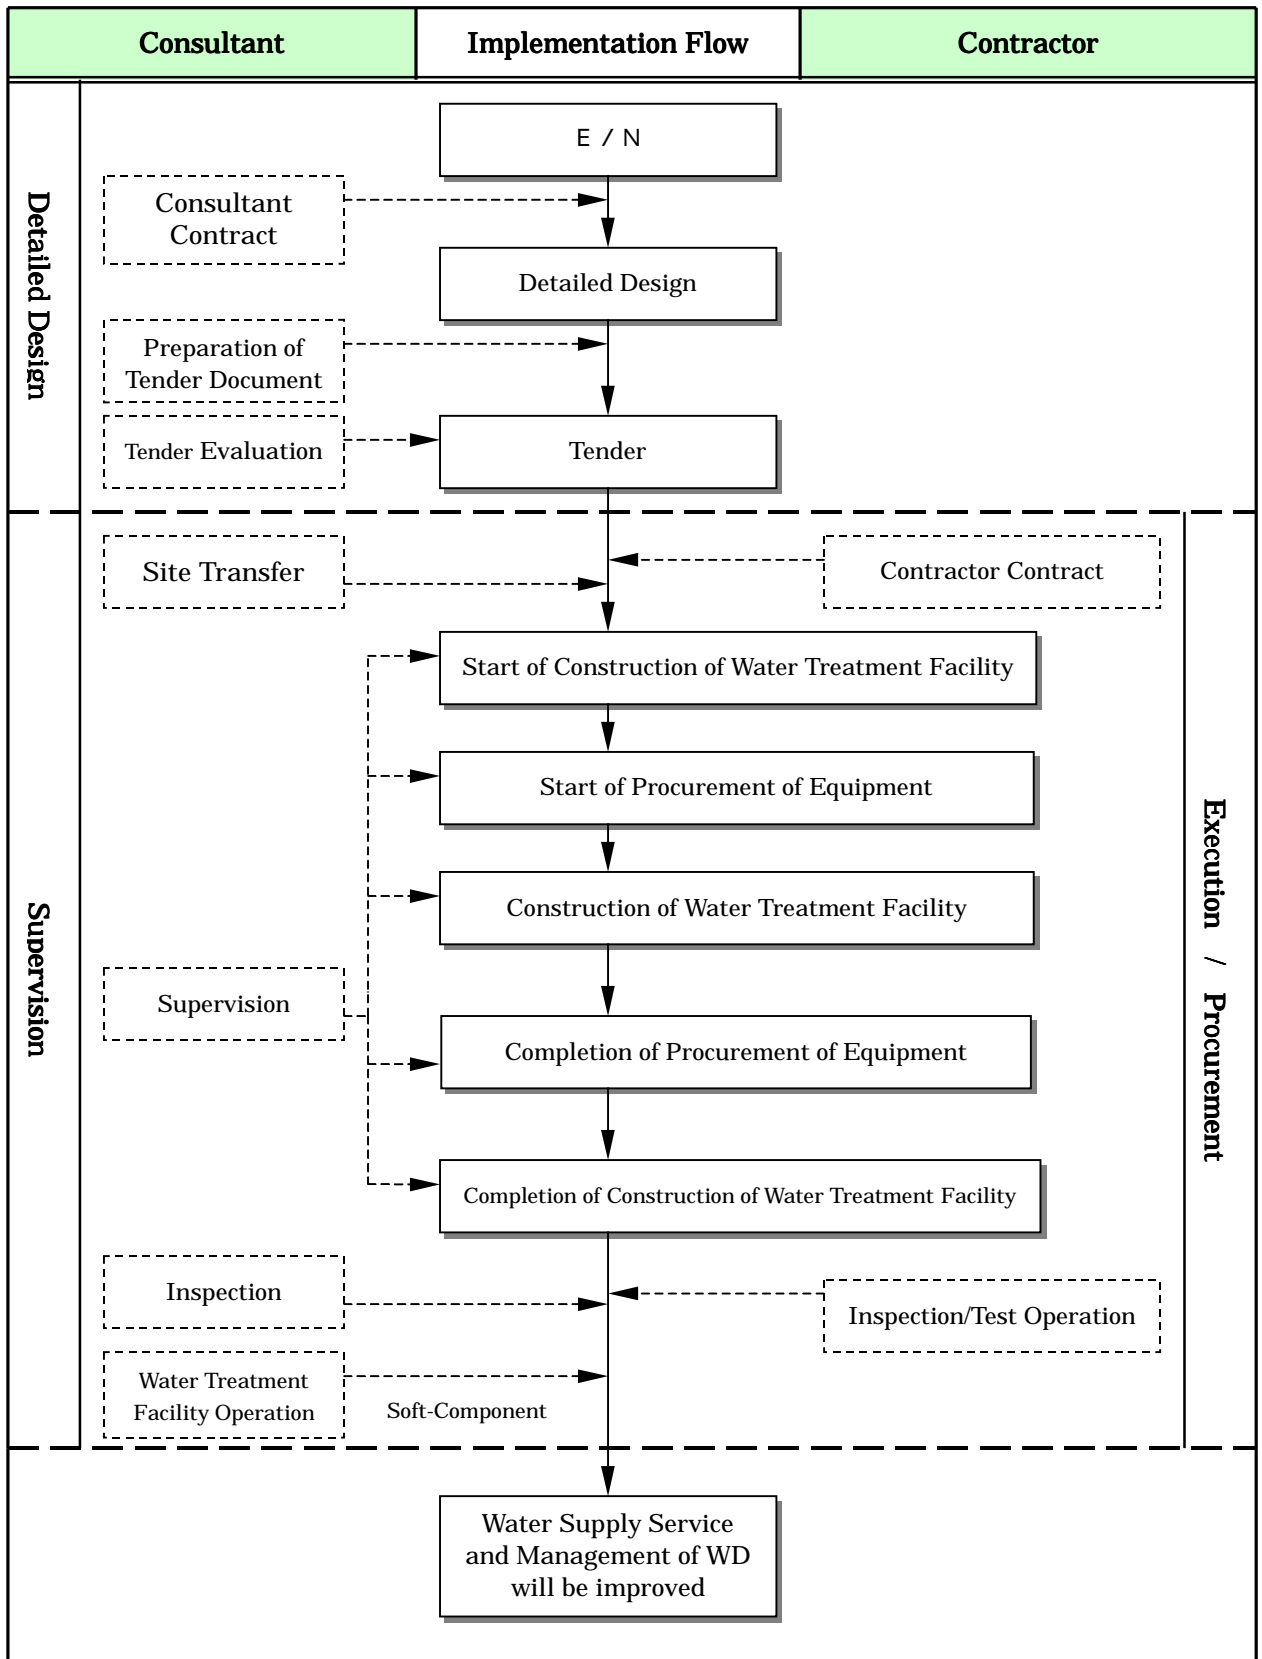 Consultant
Implementation Flow
Contractor
E / N
Detailed Design
Consultant
Contract
Detailed Design
Preparation of
Tender Document
Tender Evaluation
Tender
Site Transfer
Contractor Contract
Start of Construction of Water Treatment Facility
Start of Procurement of Equipment
Construction of Water Treatment Facility
Supervision
Execution / Procurement
Supervision
Completion of Procurement of Equipment
Completion of Construction of Water Treatment Facility
Inspection
Inspection/Test Operation
Water Treatment
Facility Operation
Soft-Component
Water Supply Service
and Management of WD
will be improved